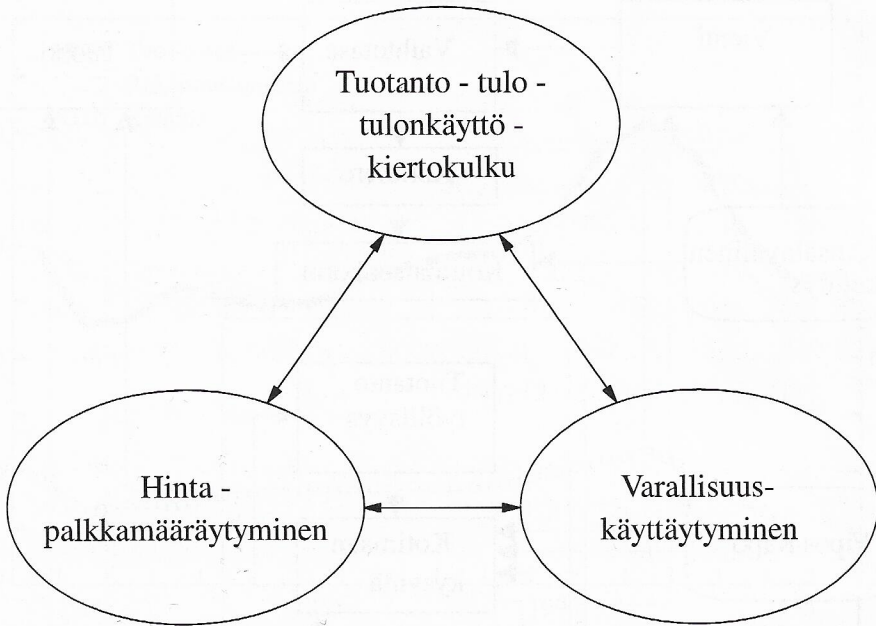 Tuotanto - tulo -
tulonkäyttö -
kiertokulku
Hinta -
palkkamääräytyminen
Varallisuus-
käyttäytyminen